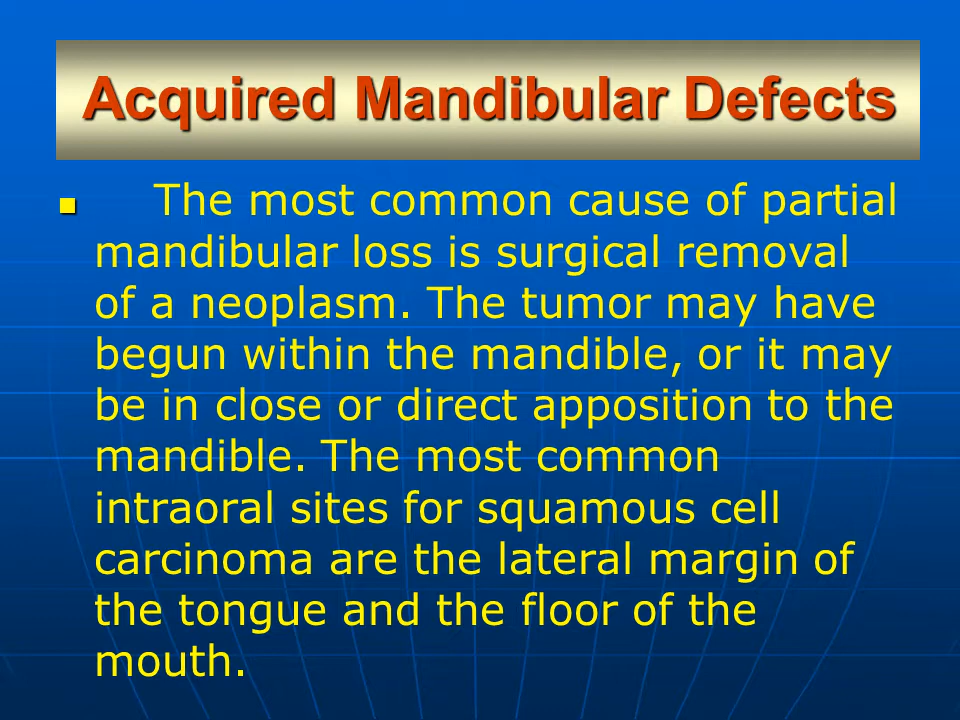 Acquired Mandibular Defects
The most common cause of partial
mandibular loss is surgical removal
of a neoplasm. The tumor may have
begun within the mandible, or it may
be in close or direct apposition to the
mandible. The most common
intraoral sites for squamous cell
carcinoma are the lateral margin of
the tongue and the floor of the
mouth.